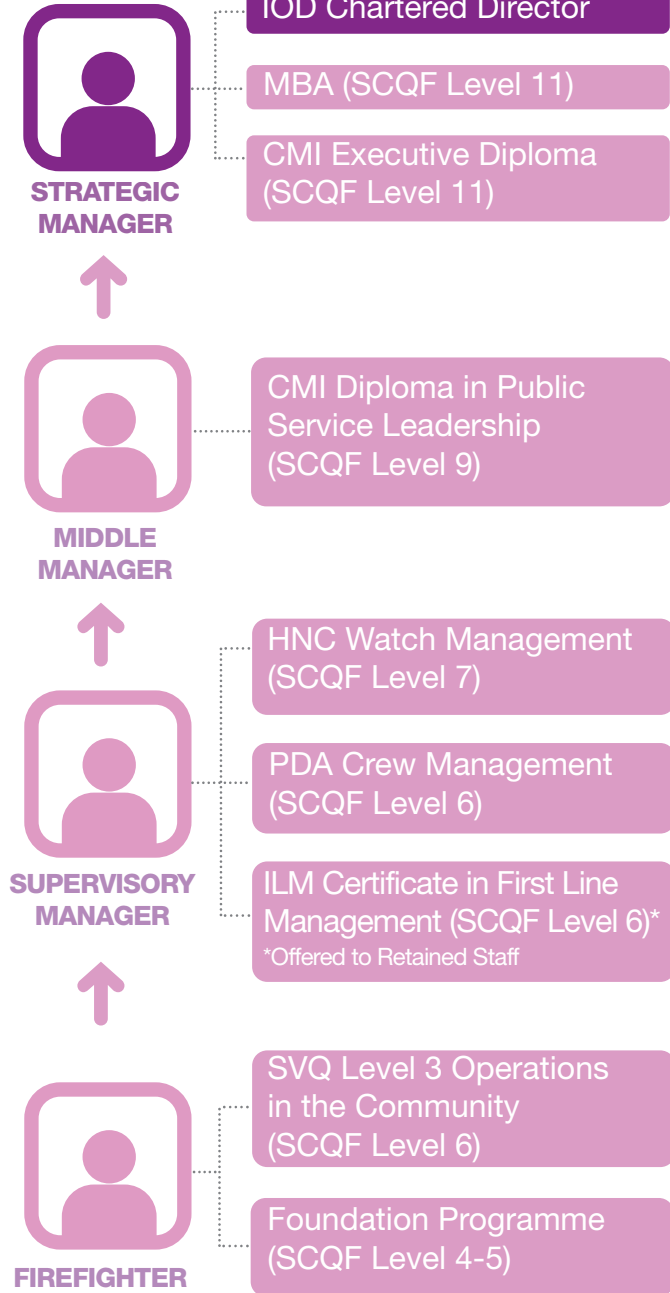 IOD Chartered Director
MBA (SCQF Level 11)
CMI Executive Diploma
(SCQF Level 11)
STRATEGIC
MANAGER
CMI Diploma in Public
Service Leadership
(SCQF Level 9)
MIDDLE
MANAGER
HNC Watch Management
(SCQF Level 7)
PDA Crew Management
(SCQF Level 6)
ILM Certificate in First Line
Management (SCQF Level 6)*
*Offered to Retained Staff
SUPERVISORY
MANAGER
SVQ Level 3 Operations
in the Community
(SCQF Level 6)
Foundation Programme
(SCQF Level 4-5)
FIREFIGHTER